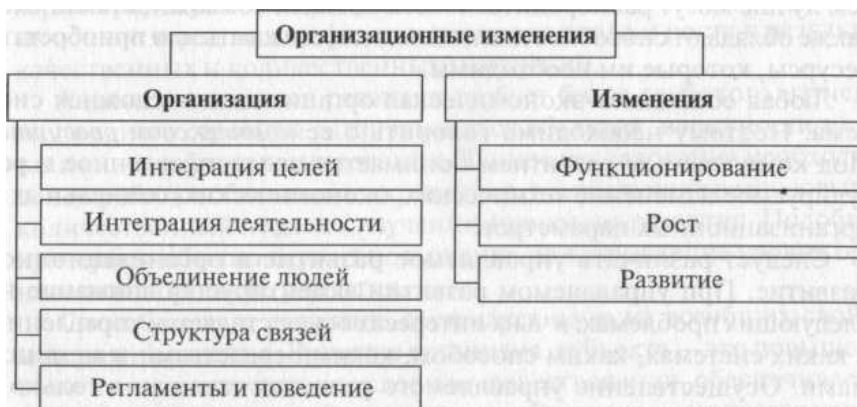 Организационные изменения
Организация
Изменения
Интеграция целей
Функционирование
Интеграция деятельности
Рост
Объединение людей
Развитие
Структура связей
Регламенты и поведение